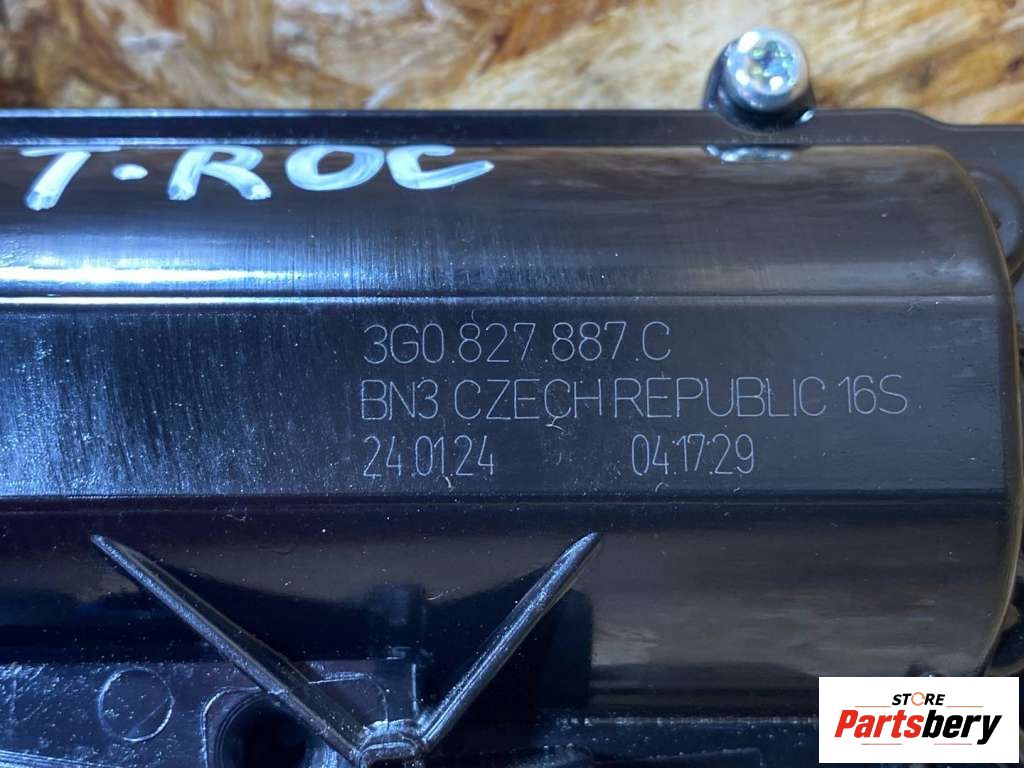 T-ROC
3G0.827.887.C
BN3 CZECH REPUBLIC 16S
24.01.24 04:17:29
STORE
Partsbery